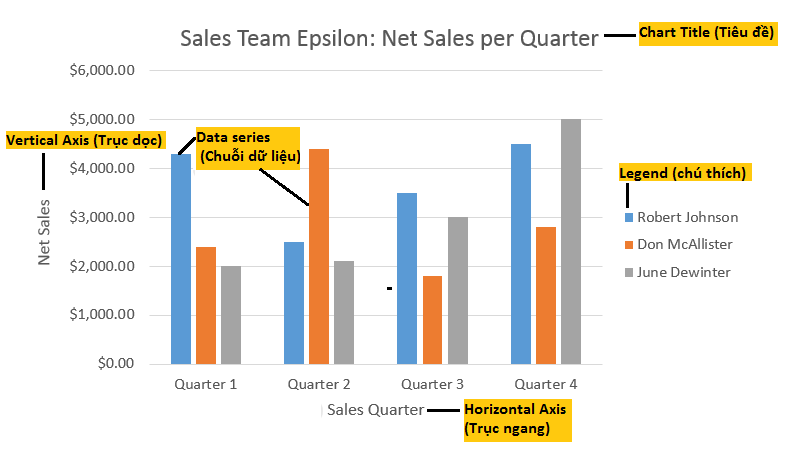 Sales Team Epsilon: Net Sales per Quarter
Chart Title (Tiêu đề)
$6,000.00
$5,000.00
Vertical Axis (Trục dọc)
Data series
(Chuỗi dữ liệu)
$4,000.00
Legend (chú thích)
Net Sales
$3,000.00
Robert Johnson
Don McAllister
$2,000.00
June Dewinter
$1,000.00
$0.00
Quarter 1 Quarter 2 Quarter 3 Quarter 4
Sales Quarter
Horizontal Axis
(Trục ngang)